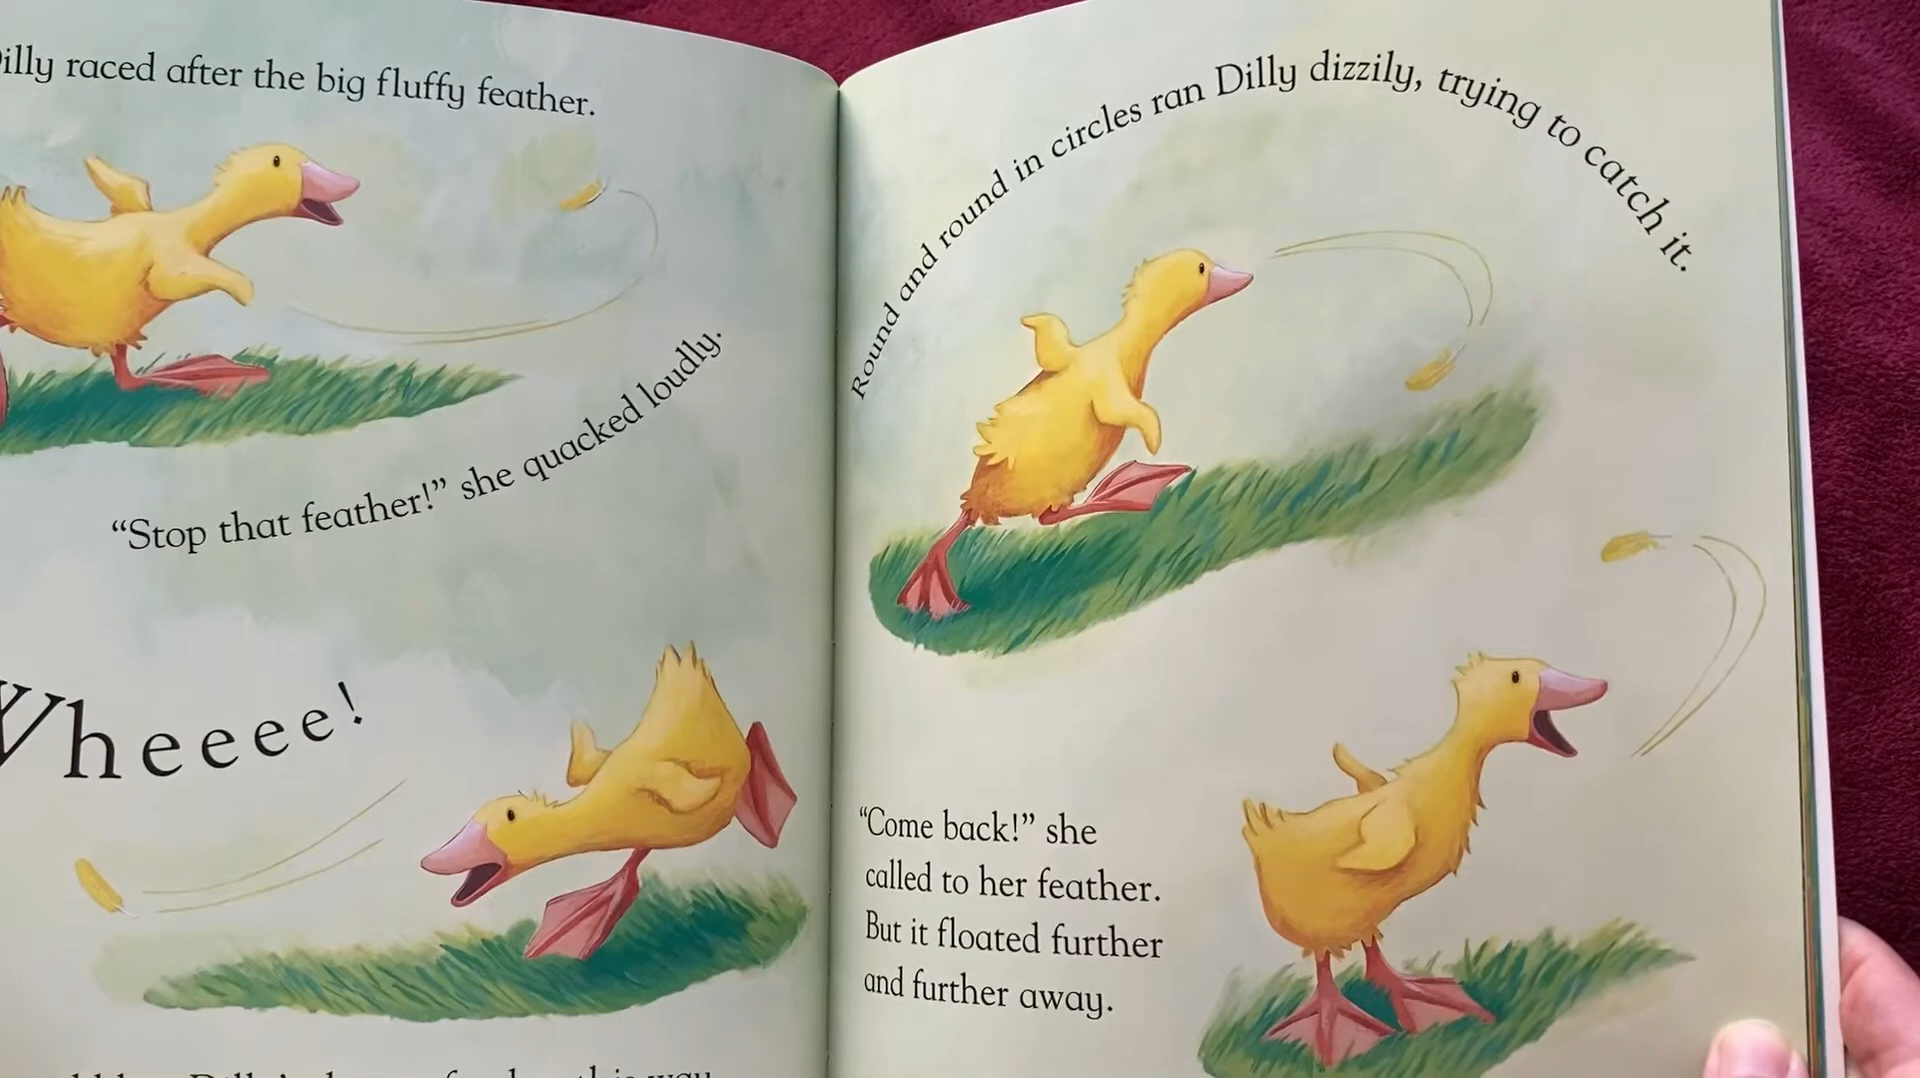 illy raced after the big fluffy feather.
“Stop that feather!” she quacked loudly.
Wheeee!
Round and round in circles ran Dilly dizzily, trying to catch it.
“Come back!” she
called to her feather.
But it floated further
and further away.